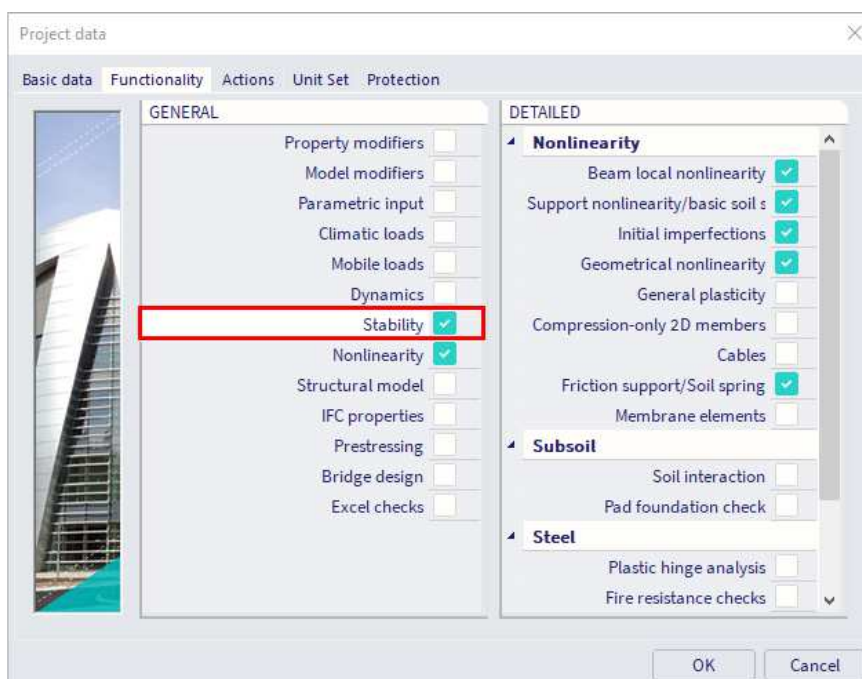 Project data
Basic data Functionality Actions Unit Set Protection
GENERAL
Property modifiers
Model modifiers
Parametric input
Climatic loads
Mobile loads
Dynamics
Stability
Nonlinearity
Structural model
IFC properties
Prestressing
Bridge design
Excel checks
DETAILED
Nonlinearity
Beam local nonlinearity
Support nonlinearity/basic soil s
Initial imperfections
Geometrical nonlinearity
General plasticity
Compression-only 2D members
Cables
Friction support/Soil spring
Membrane elements
Subsoil
Soil interaction
Pad foundation check
Steel
Plastic hinge analysis
Fire resistance checks
OK Cancel